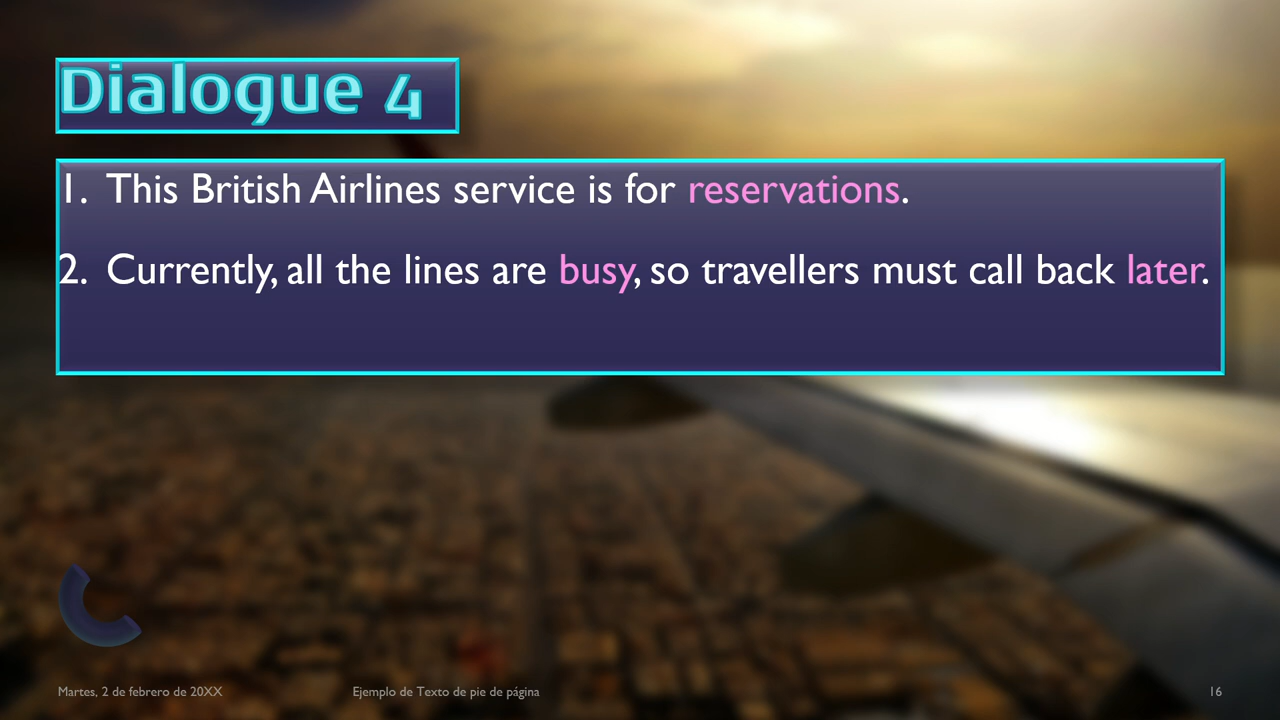 Dialogue 4
1. This British Airlines service is for reservations.
2. Currently, all the lines are busy, so travellers must call back later.
Martes, 2 de febrero de 20XX
Ejemplo de Texto de pie de página
16